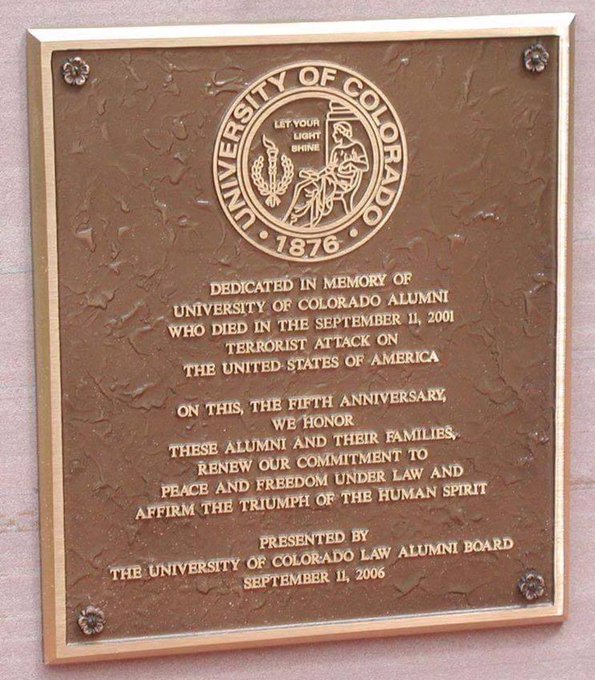 UNIVERSITY OF COLORADO
LET YOUR
LIGHT
SHINE
• 1876 •
DEDICATED IN MEMORY OF
UNIVERSITY OF COLORADO ALUMNI
WHO DIED IN THE SEPTEMBER 11, 2001
TERRORIST ATTACK ON
THE UNITED STATES OF AMERICA
ON THIS, THE FIFTH ANNIVERSARY,
WE HONOR
THESE ALUMNI AND THEIR FAMILIES,
RENEW OUR COMMITMENT TO
PEACE AND FREEDOM UNDER LAW AND
AFFIRM THE TRIUMPH OF THE HUMAN SPIRIT
PRESENTED BY
THE UNIVERSITY OF COLORADO LAW ALUMNI BOARD
SEPTEMBER 11, 2006